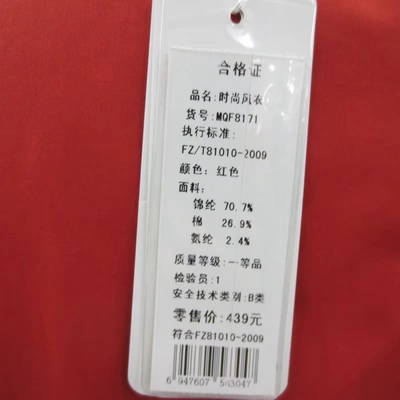 合格证
品名:时尚风衣
货号:MQF8171
执行标准:
FZ/T81010-2009
颜色:红色
面料:
锦纶 70.7%
棉 26.9%
氨纶 2.4%
质量等级:一等品
检验员:1
安全技术类别:B类
零售价:439元
符合FZ81010-2009
6 947607 563047